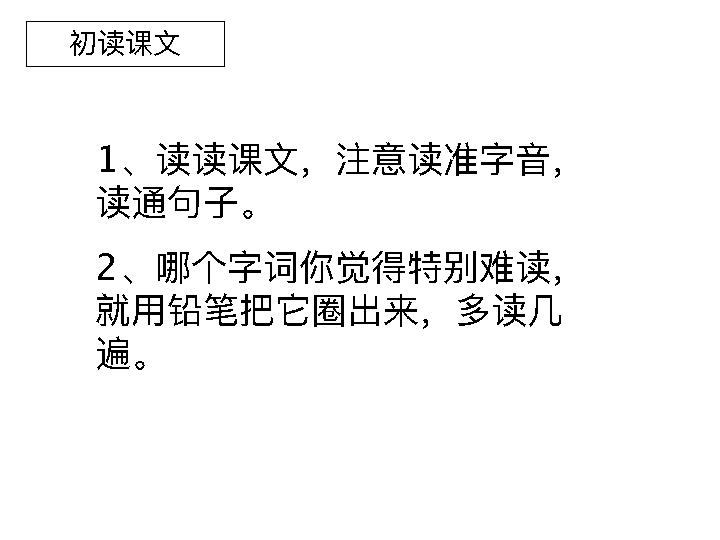 初读课文
1、读读课文，注意读准字音，
读通句子。
2、哪个字词你觉得特别难读，
就用铅笔把它圈出来，多读几
遍。